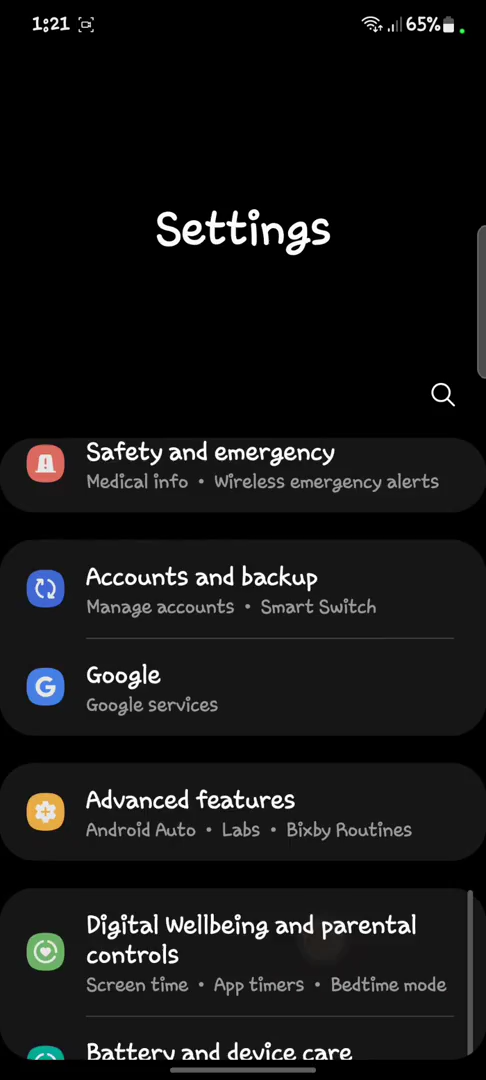 1:21
65%
Settings
Safety and emergency
Medical info • Wireless emergency alerts
Accounts and backup
Manage accounts • Smart Switch
G
Google
Google services
Advanced features
Android Auto • Labs • Bixby Routines
Digital Wellbeing and parental
controls
Screen time • App timers • Bedtime mode
Battery and device care